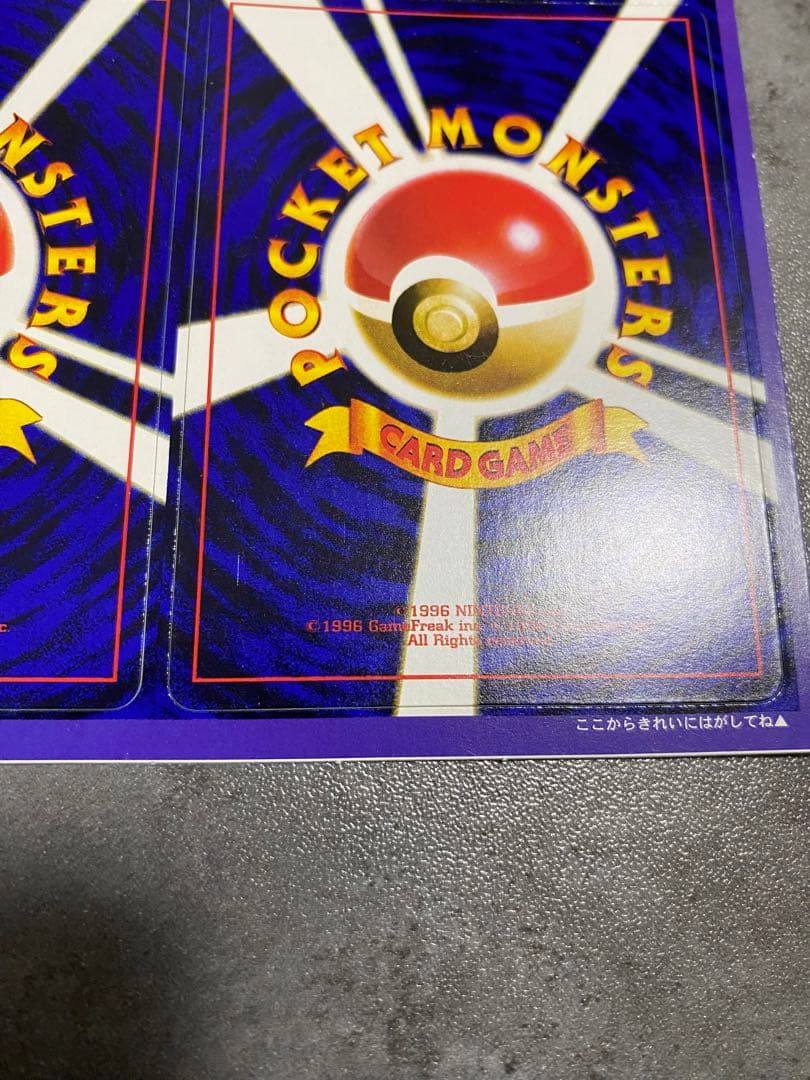 NSTERS
c.
POCKET MONSTERS
CARD GAME
©1996 NINTENDO
©1996 GameFreak inc.
All Rights reserved
ここからきれいにはがしてね▲